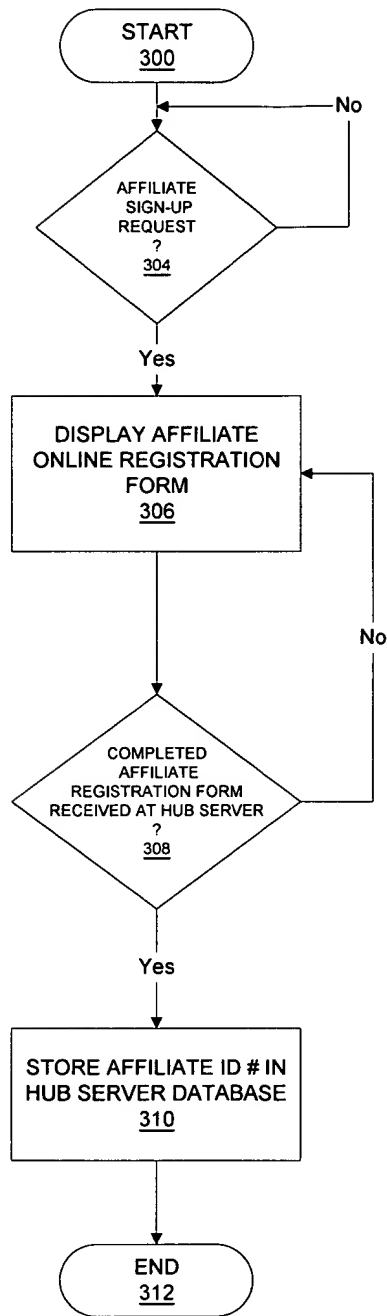 START
300
No
AFFILIATE
SIGN-UP
REQUEST
?
304
Yes
DISPLAY AFFILIATE
ONLINE REGISTRATION
FORM
306
No
COMPLETED
AFFILIATE
REGISTRATION FORM
RECEIVED AT HUB SERVER
?
308
Yes
STORE AFFILIATE ID # IN
HUB SERVER DATABASE
310
END
312